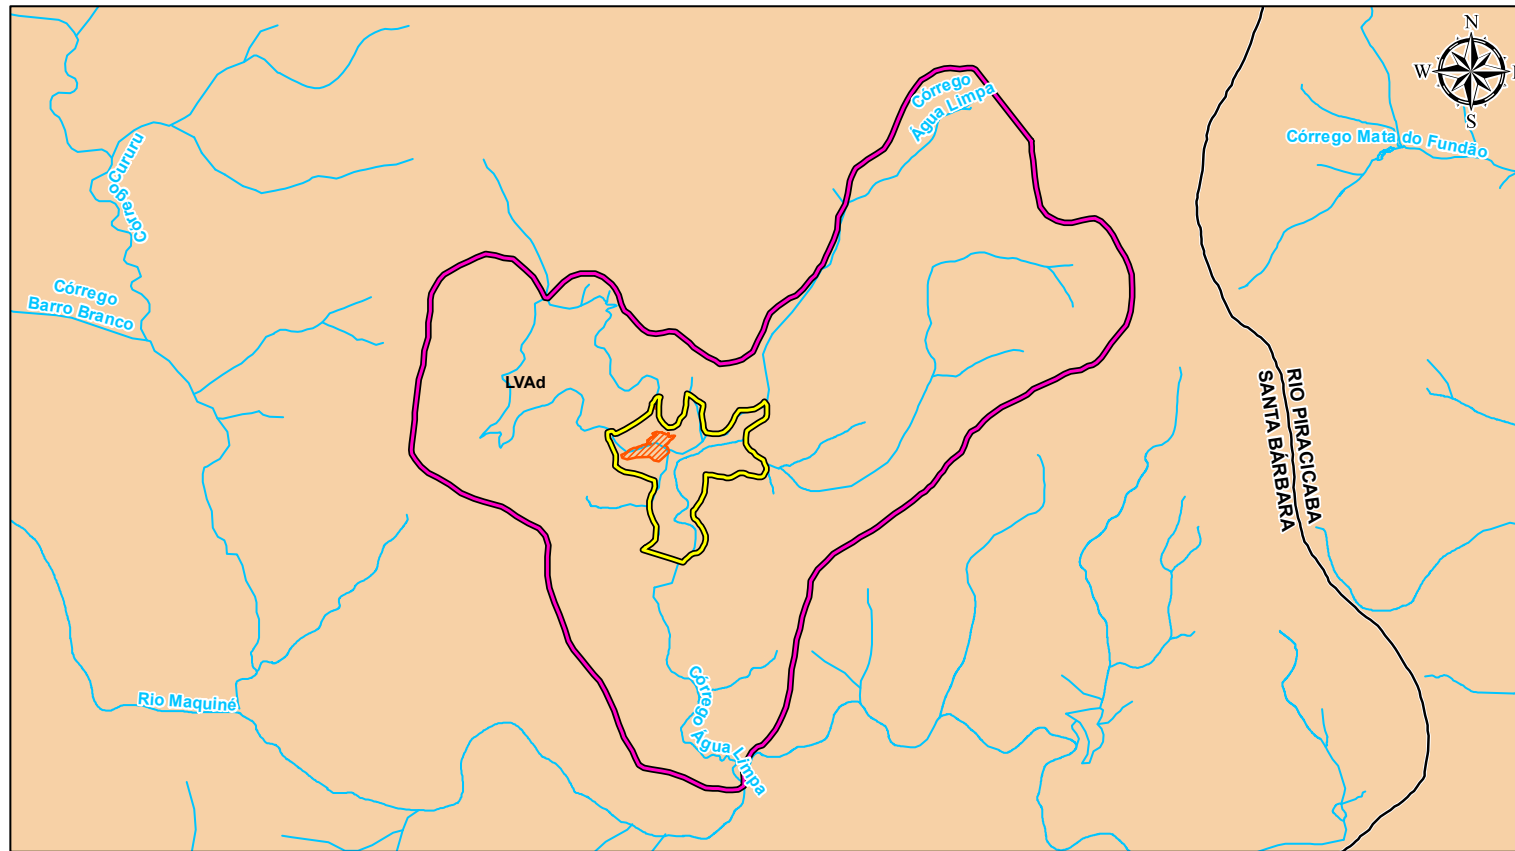 N
W
S
Córrego
Água Limpa
Córrego Mata do Fundão
Córrego Cururu
Córrego
Barro Branco
LVAd
RIO PIRACICABA
SANTA BÁRBARA
Rio Maquiné
Córrego
Água Limpa